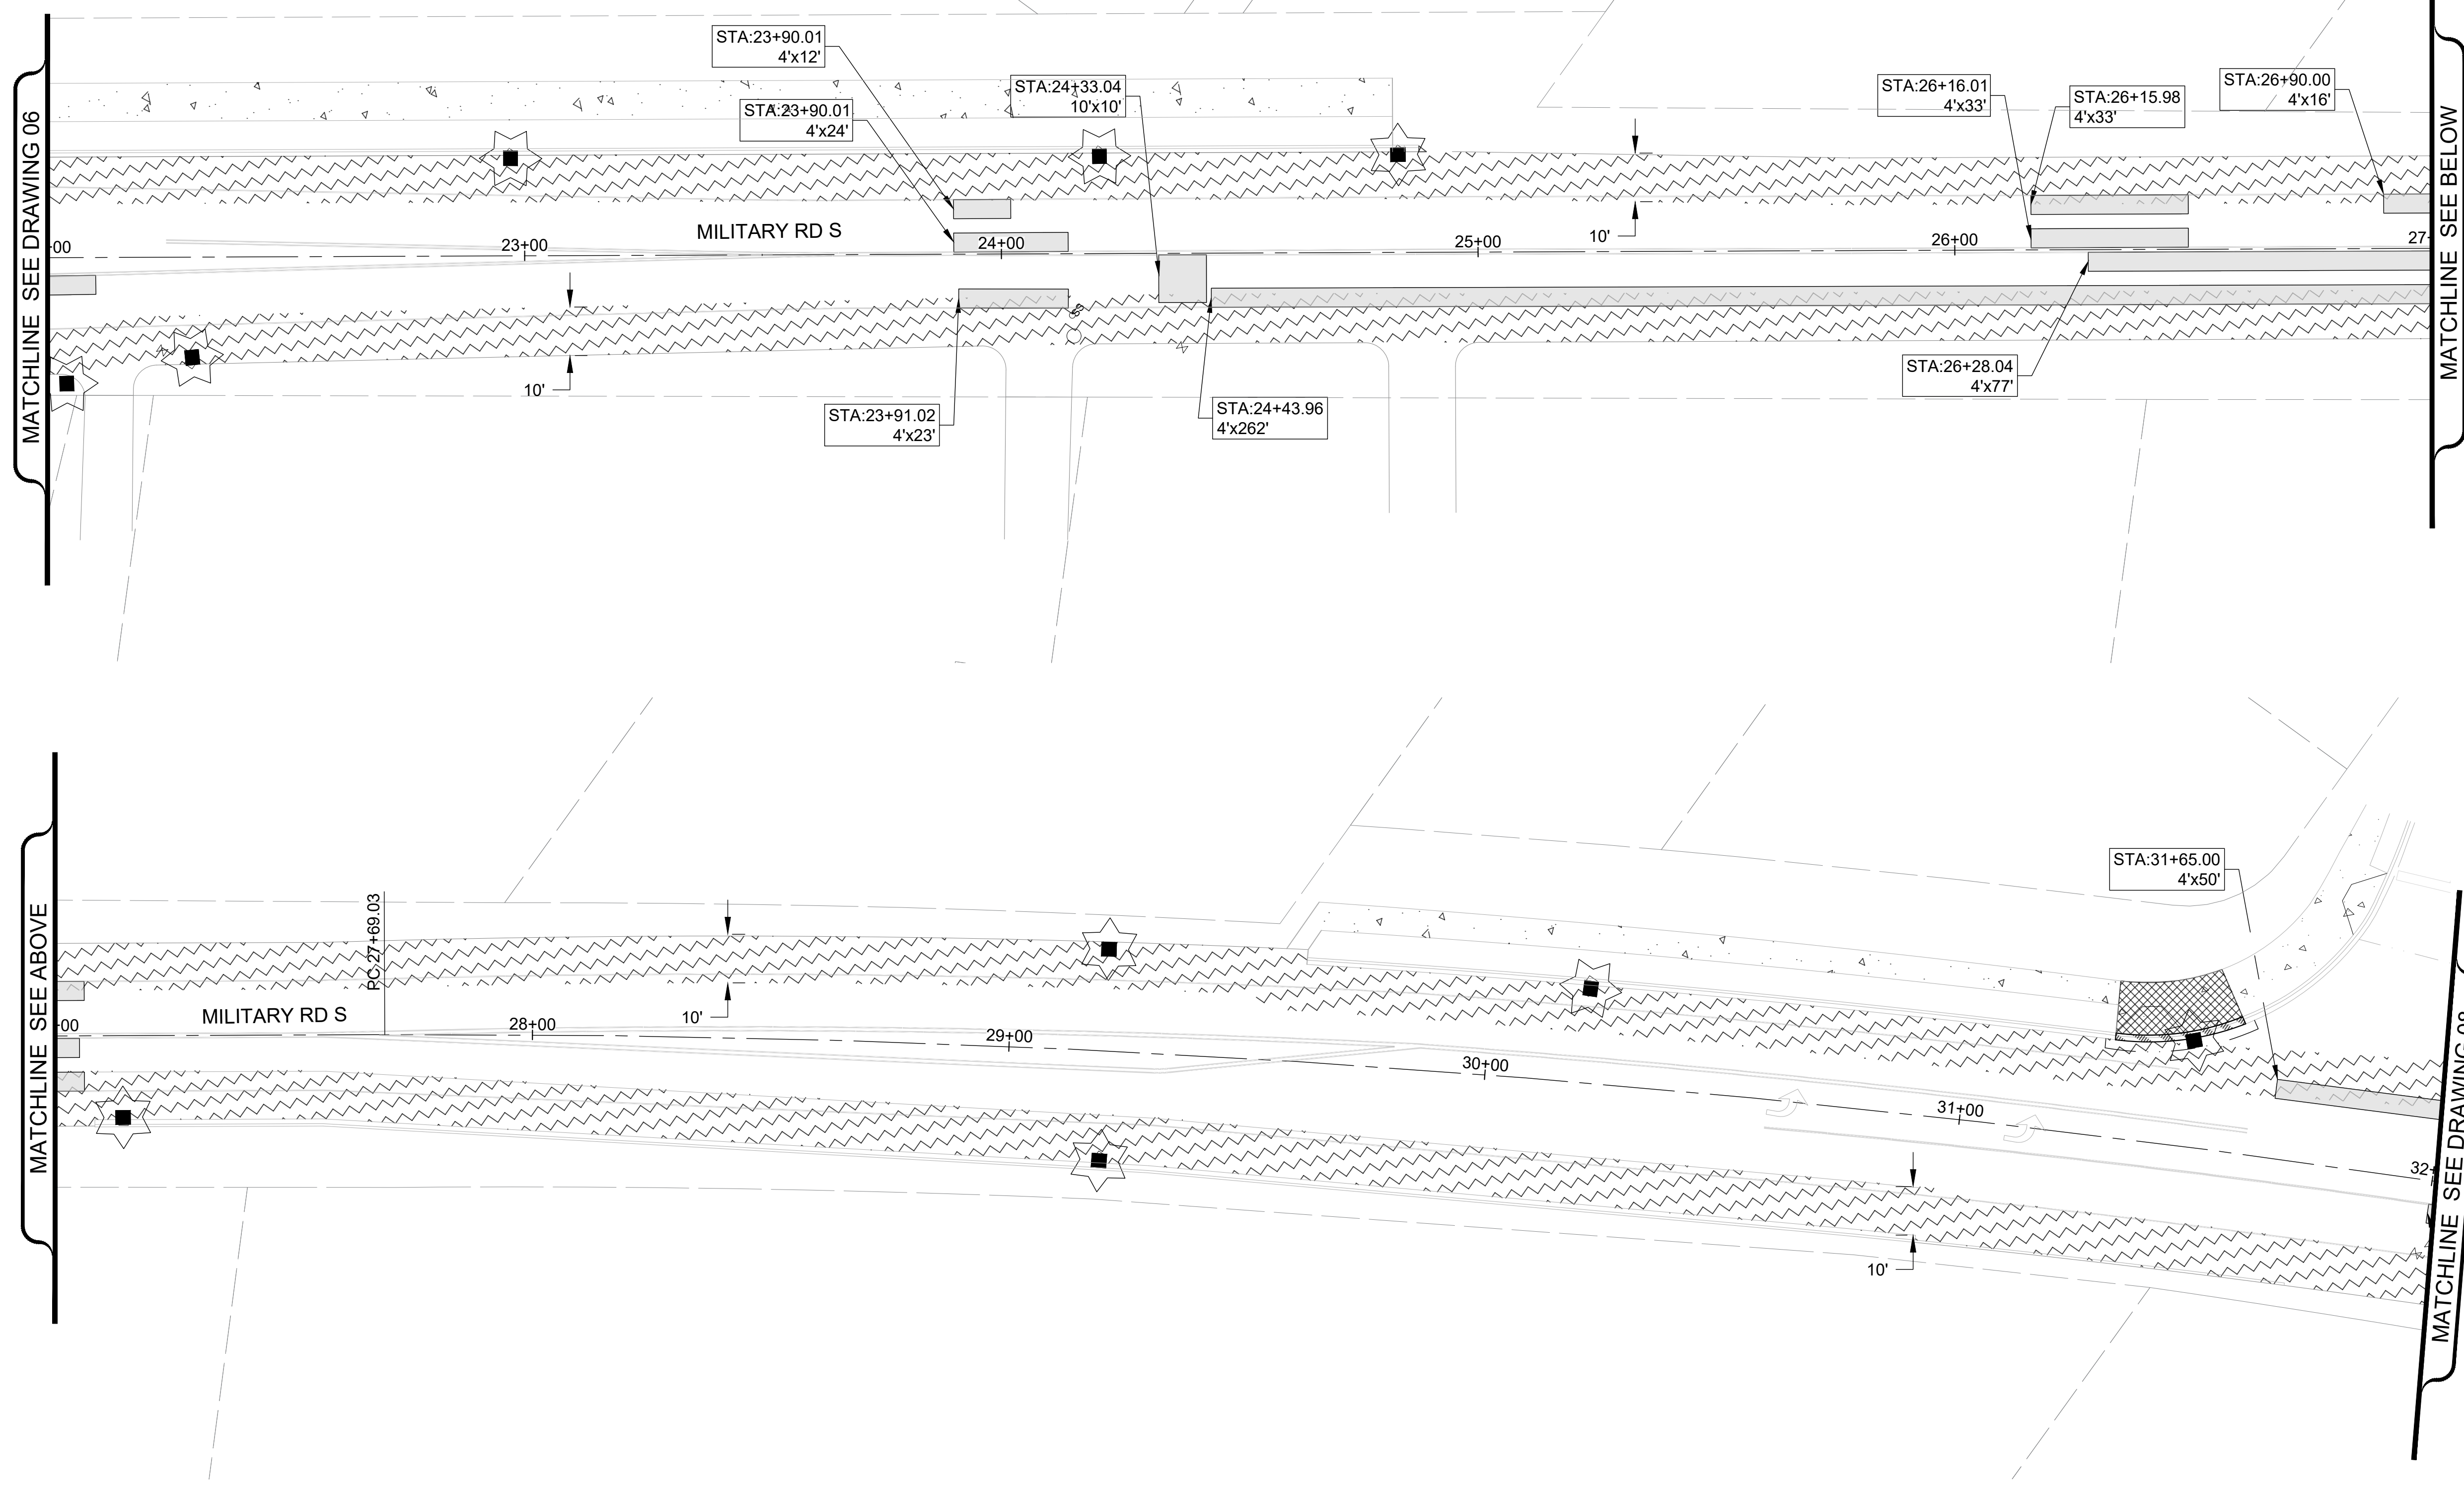 STA:23+90.01
4'x12'
STA:24+33.04
10'x10'
STA:23+90.01
4'x24'
STA:26+16.01
4'x33'
STA:26+15.98
4'x33'
STA:26+90.00
4'x16'
MATCHLINE SEE DRAWING 06
MATCHLINE SEE BELOW
+00
23+00
MILITARY RD S
24+00
25+00
10'
26+00
27+
SS
10'
STA:23+91.02
4'x23'
STA:24+43.96
4'x262'
STA:26+28.04
4'x77'
MATCHLINE SEE ABOVE
PC:27+69.03
STA:31+65.00
4'x50'
+00
MILITARY RD S
28+00
10'
29+00
30+00
31+00
32+
10'
MATCHLINE SEE DRAWING 08